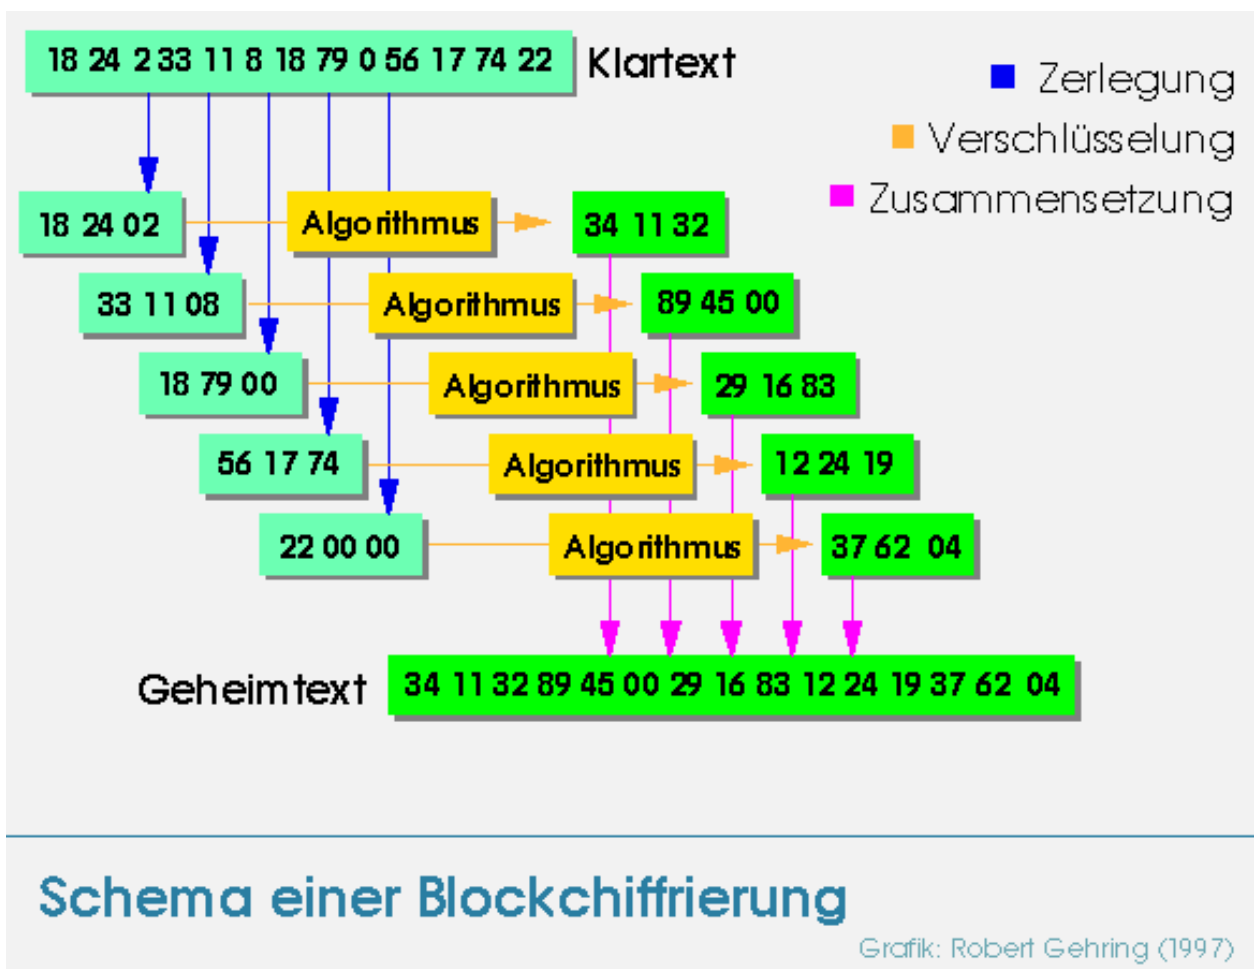 18 24 2 33 11 8 18 79 0 56 17 74 22 Klartext
Zerlegung
Verschlüsselung
Zusammensetzung
18 24 02 Algorithmus 34 11 32
33 11 08 Algorithmus 89 45 00
18 79 00 Algorithmus 29 16 83
56 17 74 Algorithmus 12 24 19
22 00 00 Algorithmus 37 62 04
Geheimtext 34 11 32 89 45 00 29 16 83 12 24 19 37 62 04
Schema einer Blockchiffrierung
Grafik: Robert Gehring (1997)